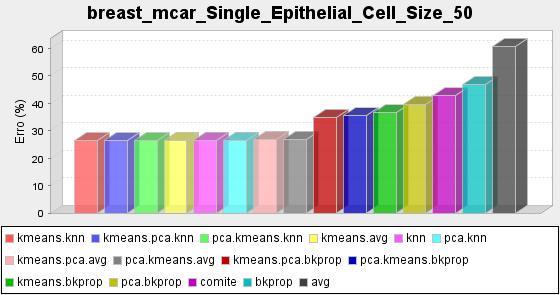 breast_mcar_Single_Epithelial_Cell_Size_50
60
50
40
30
20
10
0
Erro (%)
kmeans.knn kmeans.pca.knn pca.kmeans.knn kmeans.avg knn pca.knn
kmeans.pca.avg pca.kmeans.avg kmeans.pca.bkprop pca.kmeans.bkprop
kmeans.bkprop pca.bkprop comite bkprop avg